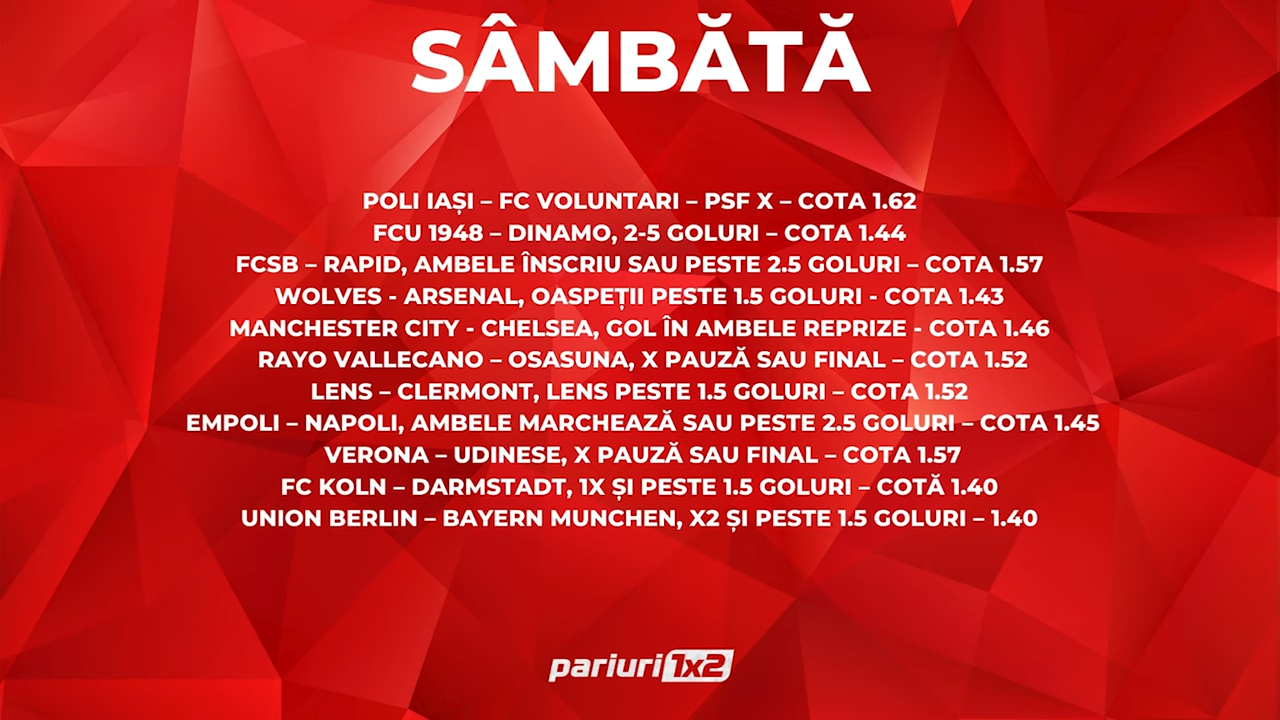 SÂMBĂTĂ
POLI IAȘI – FC VOLUNTARI – PSF X – COTA 1.62
FCU 1948 – DINAMO, 2-5 GOLURI – COTA 1.44
FCSB – RAPID, AMBELE ÎNSCRIU SAU PESTE 2.5 GOLURI – COTA 1.57
WOLVES - ARSENAL, OASPEȚII PESTE 1.5 GOLURI - COTA 1.43
MANCHESTER CITY - CHELSEA, GOL ÎN AMBELE REPRIZE - COTA 1.46
RAYO VALLECANO – OSASUNA, X PAUZĂ SAU FINAL – COTA 1.52
LENS – CLERMONT, LENS PESTE 1.5 GOLURI – COTA 1.52
EMPOLI – NAPOLI, AMBELE MARCHEAZĂ SAU PESTE 2.5 GOLURI – COTA 1.45
VERONA – UDINESE, X PAUZĂ SAU FINAL – COTA 1.57
FC KOLN – DARMSTADT, 1X ȘI PESTE 1.5 GOLURI – COTĂ 1.40
UNION BERLIN – BAYERN MUNCHEN, X2 ȘI PESTE 1.5 GOLURI – 1.40
pariuri1x2